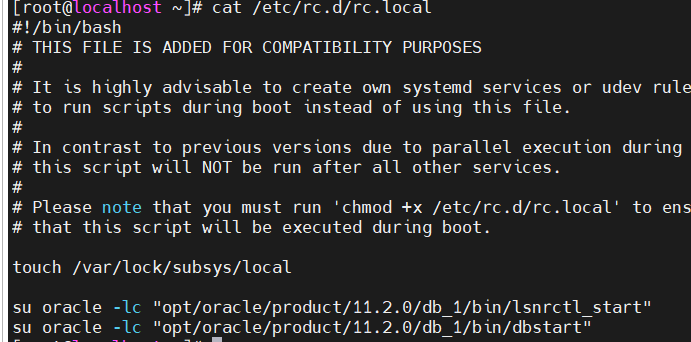 [root@localhost ~]# cat /etc/rc.d/rc.local
#!/bin/bash
# THIS FILE IS ADDED FOR COMPATIBILITY PURPOSES
#
# It is highly advisable to create own systemd services or udev rule
# to run scripts during boot instead of using this file.
#
# In contrast to previous versions due to parallel execution during
# this script will NOT be run after all other services.
#
# Please note that you must run 'chmod +x /etc/rc.d/rc.local' to ens
# that this script will be executed during boot.
touch /var/lock/subsys/local
su oracle -lc "opt/oracle/product/11.2.0/db_1/bin/lsnrctl_start"
su oracle -lc "opt/oracle/product/11.2.0/db_1/bin/dbstart"